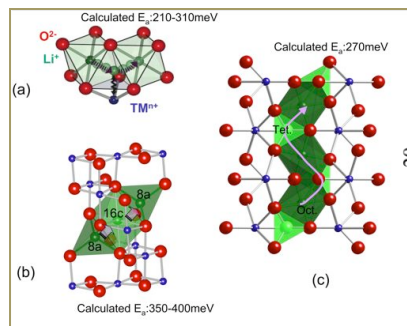 Calculated Eₐ:210-310meV
O²⁻
Li⁺
(a)
TMⁿ⁺
Calculated Eₐ:270meV
Tet.
Oct.
(c)
8a
16c
8a
(b)
Calculated Eₐ:350-400meV